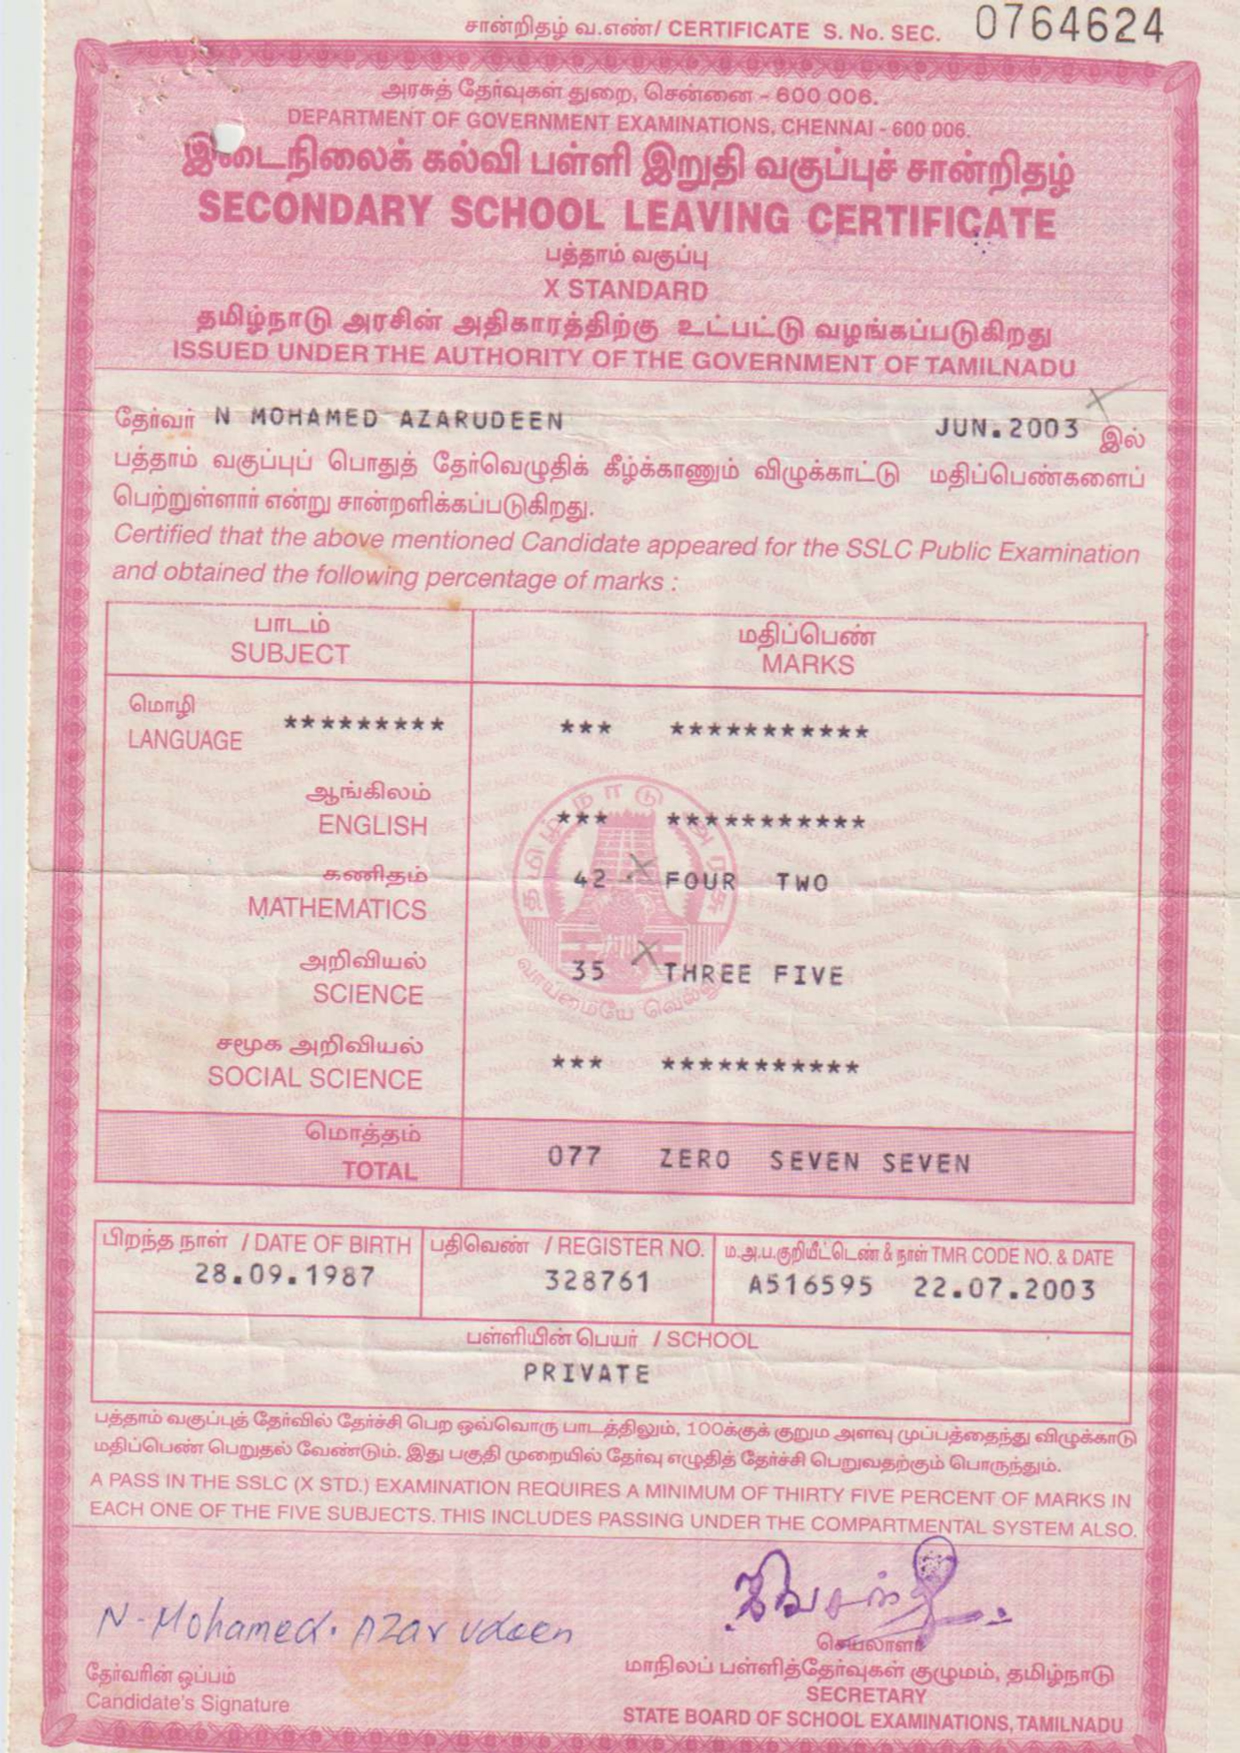 சான்றிதழ் வ.எண்/ CERTIFICATE S. No. SEC. 0764624
அரசுத் தேர்வுகள் துறை, சென்னை - 600 006.
DEPARTMENT OF GOVERNMENT EXAMINATIONS, CHENNAI - 600 006.
இடைநிலைக் கல்வி பள்ளி இறுதி வகுப்புச் சான்றிதழ்
SECONDARY SCHOOL LEAVING CERTIFICATE
பத்தாம் வகுப்பு
X STANDARD
தமிழ்நாடு அரசின் அதிகாரத்திற்கு உட்பட்டு வழங்கப்படுகிறது
ISSUED UNDER THE AUTHORITY OF THE GOVERNMENT OF TAMILNADU
தேர்வர் N MOHAMED AZARUDEEN JUN.2003 இல்
பத்தாம் வகுப்புப் பொதுத் தேர்வெழுதிக் கீழ்க்காணும் விழுக்காட்டு மதிப்பெண்களைப்
பெற்றுள்ளார் என்று சான்றளிக்கப்படுகிறது.
Certified that the above mentioned Candidate appeared for the SSLC Public Examination
and obtained the following percentage of marks :
பாடம் மதிப்பெண்
SUBJECT MARKS
மொழி
LANGUAGE ********* *** ***********
ஆங்கிலம்
ENGLISH *** ***********
கணிதம்
MATHEMATICS 42 FOUR TWO
அறிவியல்
SCIENCE 35 THREE FIVE
சமூக அறிவியல்
SOCIAL SCIENCE *** ***********
மொத்தம்
TOTAL 077 ZERO SEVEN SEVEN
பிறந்த நாள் / DATE OF BIRTH பதிவெண் / REGISTER NO. ம.அ.ப.குறியீட்டெண் & நாள் TMR CODE NO. & DATE
28.09.1987 328761 A516595 22.07.2003
பள்ளியின் பெயர் / SCHOOL
PRIVATE
பத்தாம் வகுப்புத் தேர்வில் தேர்ச்சி பெற ஒவ்வொரு பாடத்திலும், 100க்குக் குறும அளவு முப்பத்தைந்து விழுக்காடு
மதிப்பெண் பெறுதல் வேண்டும். இது பகுதி முறையில் தேர்வு எழுதித் தேர்ச்சி பெறுவதற்கும் பொருந்தும்.
A PASS IN THE SSLC (X STD.) EXAMINATION REQUIRES A MINIMUM OF THIRTY FIVE PERCENT OF MARKS IN
EACH ONE OF THE FIVE SUBJECTS. THIS INCLUDES PASSING UNDER THE COMPARTMENTAL SYSTEM ALSO.
N. Mohamed. Azarudeen
தேர்வரின் ஒப்பம்
Candidate's Signature
செயலாளர்
மாநிலப் பள்ளித்தேர்வுகள் குழுமம், தமிழ்நாடு
SECRETARY
STATE BOARD OF SCHOOL EXAMINATIONS, TAMILNADU